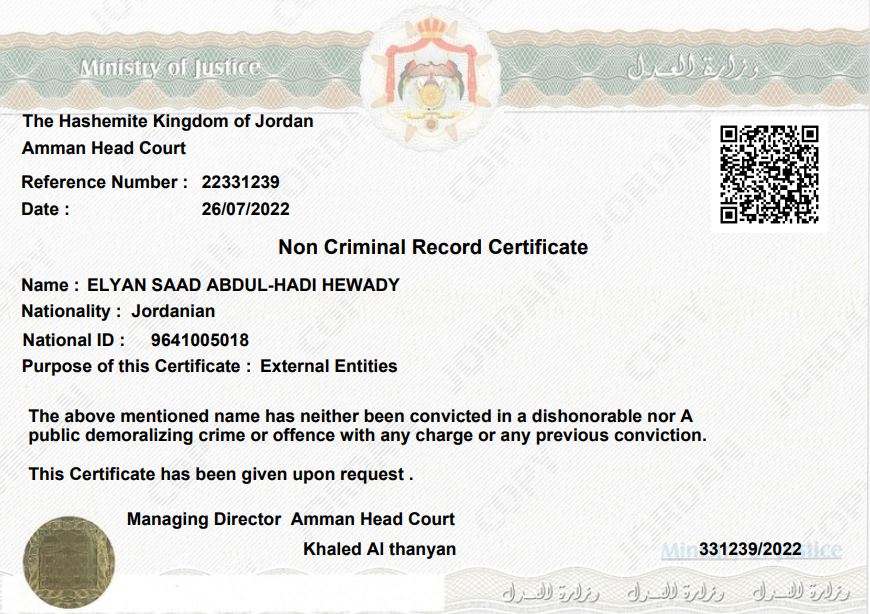 Ministry of Justice
وزارة العدل
The Hashemite Kingdom of Jordan
Amman Head Court
Reference Number : 22331239
Date : 26/07/2022
Non Criminal Record Certificate
Name : ELYAN SAAD ABDUL-HADI HEWADY
Nationality : Jordanian
National ID : 9641005018
Purpose of this Certificate : External Entities
The above mentioned name has neither been convicted in a dishonorable nor A
public demoralizing crime or offence with any charge or any previous conviction.
This Certificate has been given upon request .
Managing Director Amman Head Court
Khaled Al thanyan
Ministry of Justice
331239/2022
وزارة العدل وزارة العدل وزارة العدل
JORDAN COPY